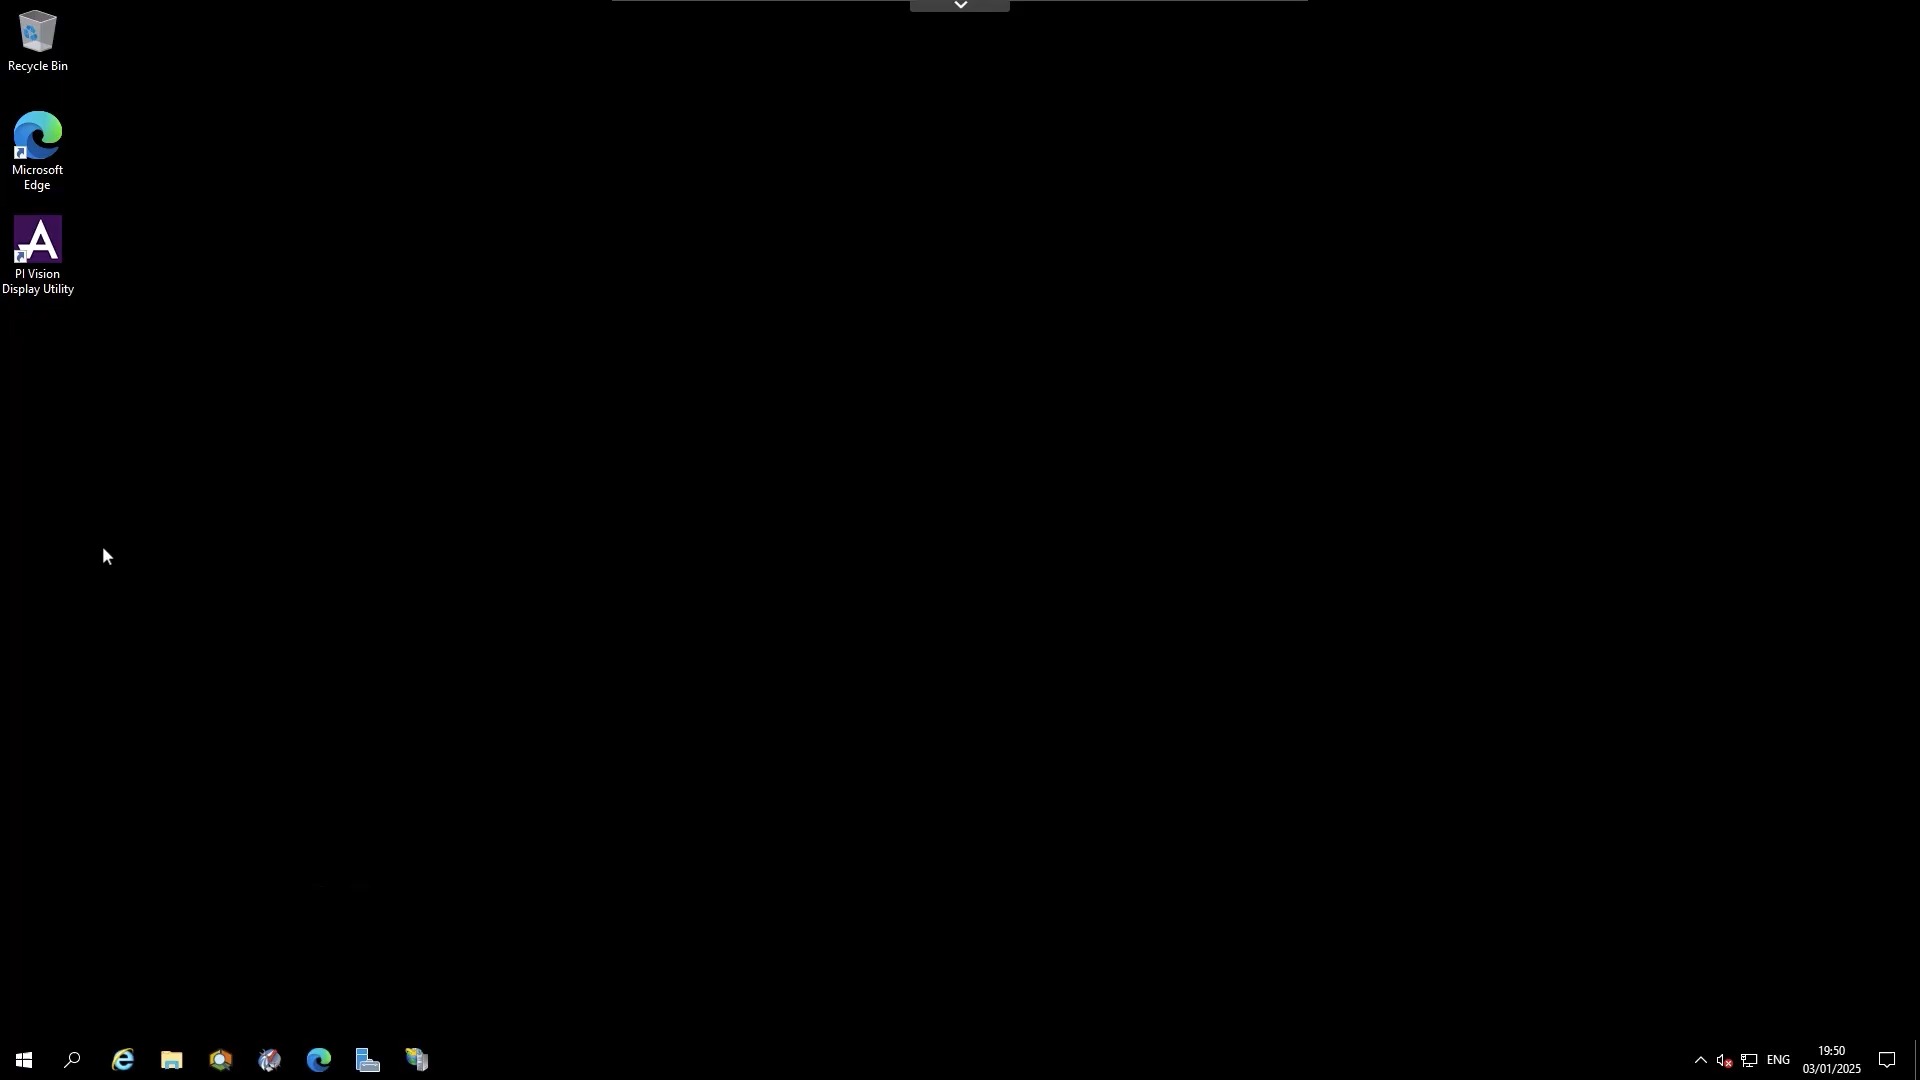 Recycle Bin
Microsoft
Edge
PI Vision
Display Utility
ENG
19:50
03/01/2025